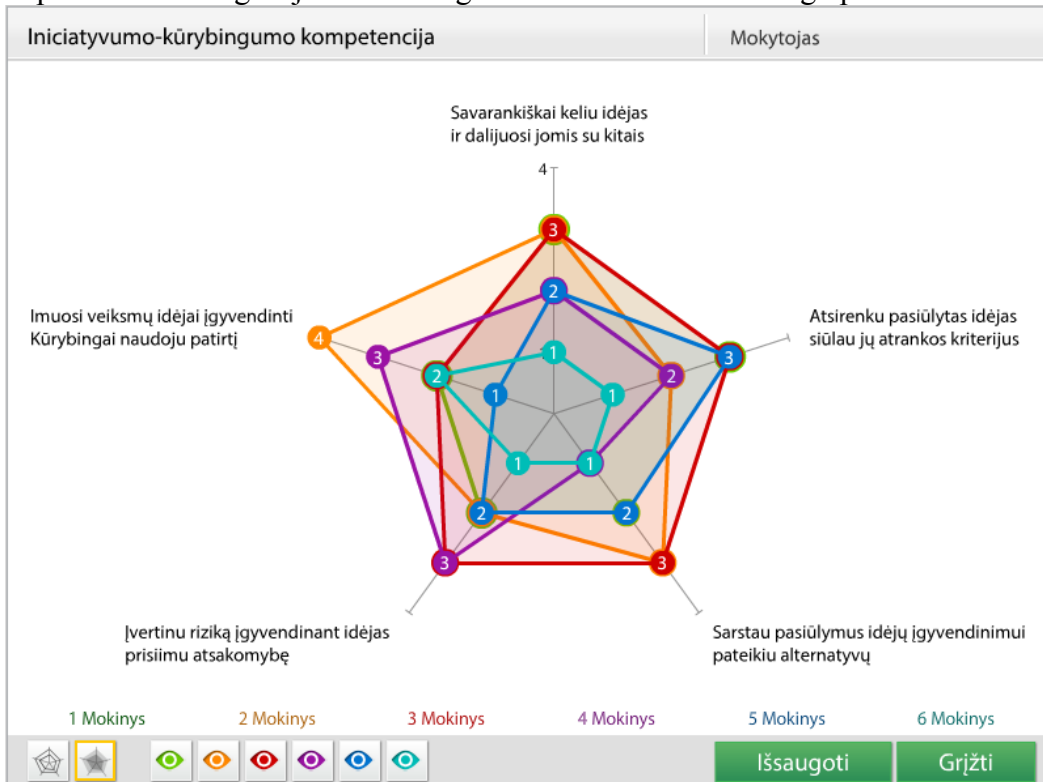 Iniciatyvumo-kūrybingumo kompetencija
Mokytojas
Savarankiškai keliu idėjas
ir dalijuosi jomis su kitais
4
3
2
1
Imuosi veiksmų idėjai įgyvendinti
Kūrybingai naudoju patirtį
4
3
2
1
Atsirenku pasiūlytas idėjas
siūlau jų atrankos kriterijus
3
2
1
1
1
2
2
3
3
Įvertinu riziką įgyvendinant idėjas
prisiimu atsakomybę
Sarstau pasiūlymus idėjų įgyvendinimui
pateikiu alternatyvų
1 Mokinys
2 Mokinys
3 Mokinys
4 Mokinys
5 Mokinys
6 Mokinys
Išsaugoti
Grįžti